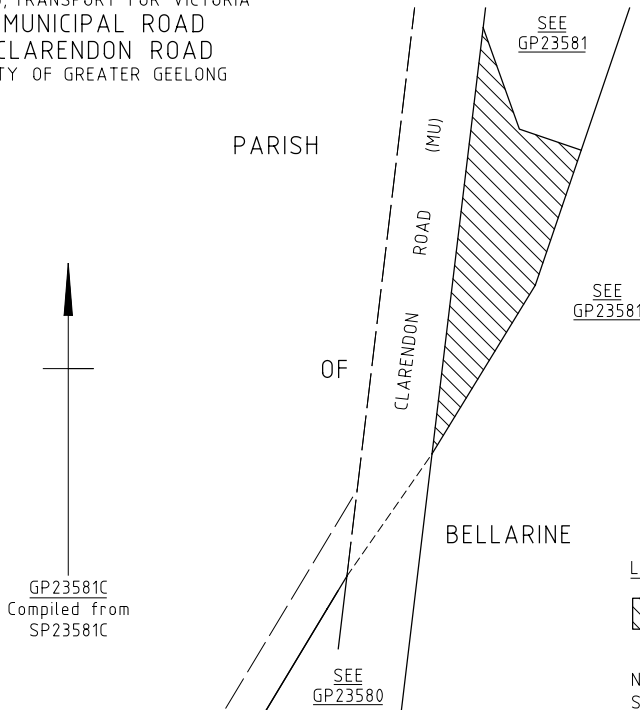 TRANSPORT FOR VICTORIA
MUNICIPAL ROAD
CLARENDON ROAD
TY OF GREATER GEELONG
SEE
GP23581
PARISH
CLARENDON ROAD (MU)
SEE
GP23581
OF
BELLARINE
GP23581C
Compiled from
SP23581C
SEE
GP23580
L
N
S